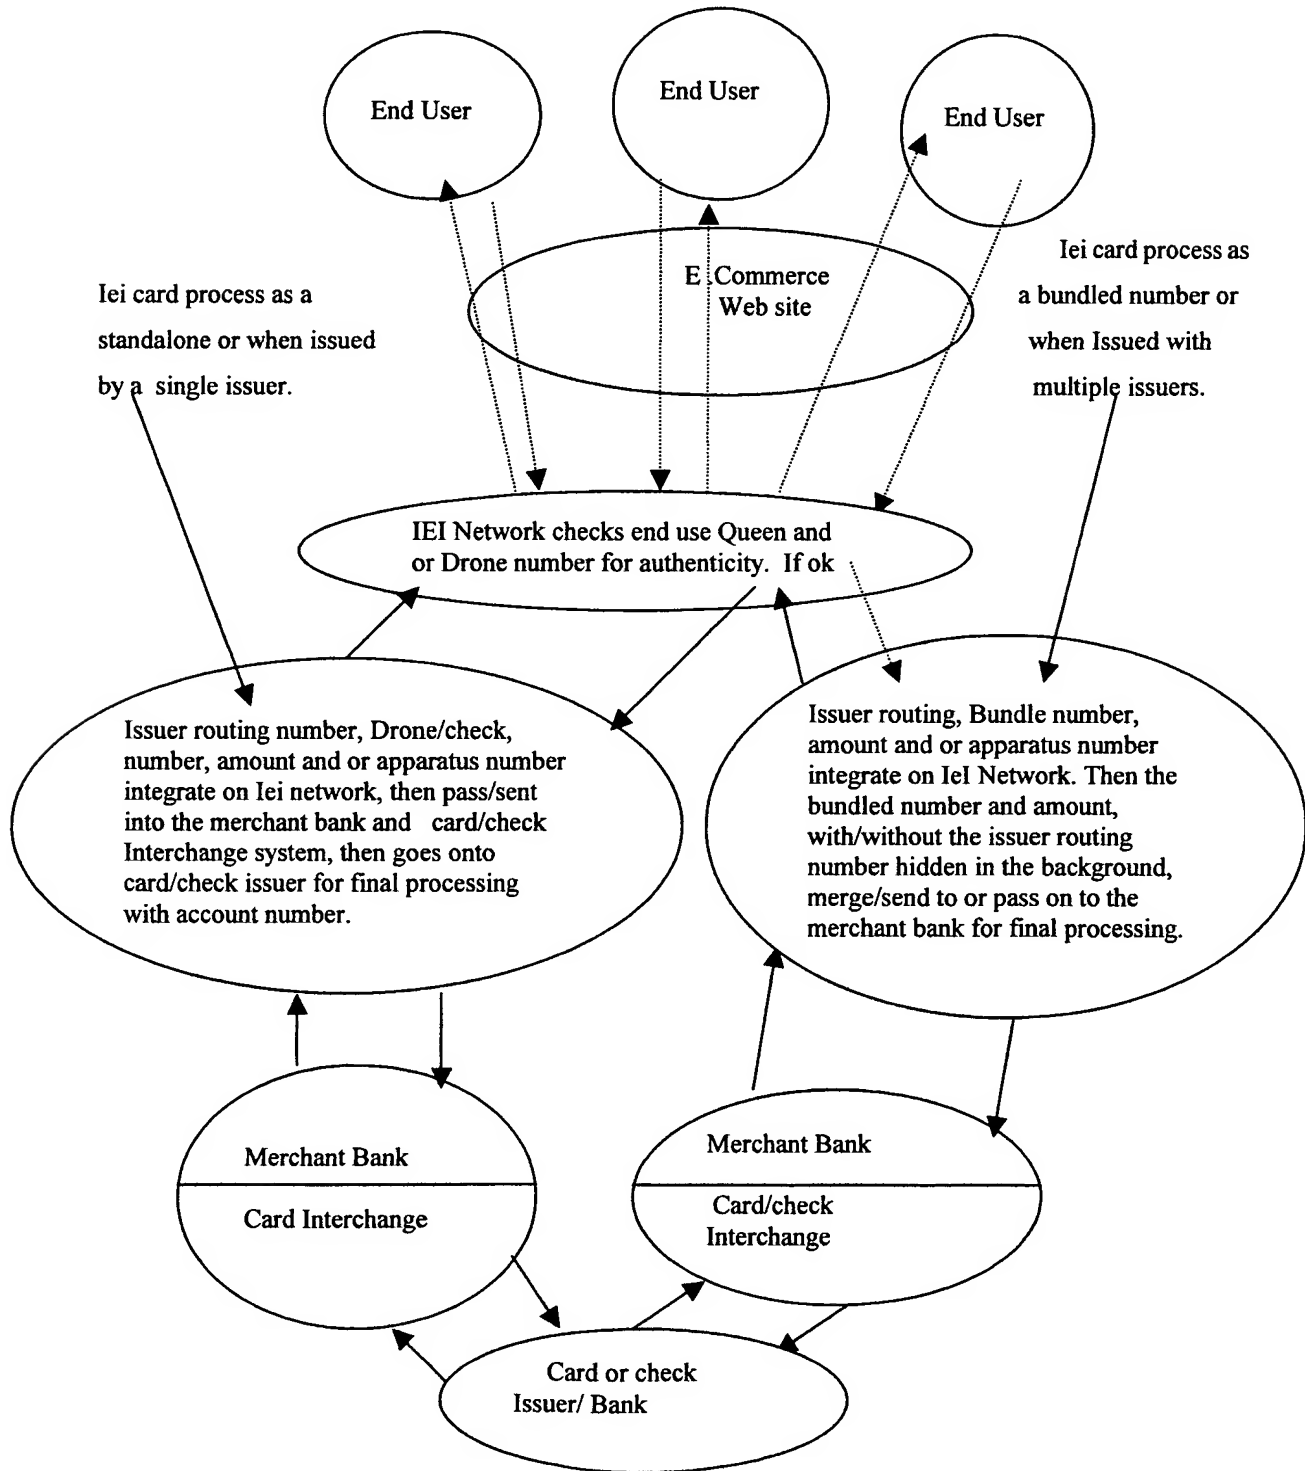 End User
End User
End User
E Commerce
Web site
Iei card process as a
standalone or when issued
by a single issuer.
Iei card process as
a bundled number or
when Issued with
multiple issuers.
IEI Network checks end use Queen and
or Drone number for authenticity. If ok
Issuer routing number, Drone/check,
number, amount and or apparatus number
integrate on Iei network, then pass/sent
into the merchant bank and card/check
Interchange system, then goes onto
card/check issuer for final processing
with account number.
Issuer routing, Bundle number,
amount and or apparatus number
integrate on IeI Network. Then the
bundled number and amount,
with/without the issuer routing
number hidden in the background,
merge/send to or pass on to the
merchant bank for final processing.
Merchant Bank
Card Interchange
Merchant Bank
Card/check
Interchange
Card or check
Issuer/ Bank